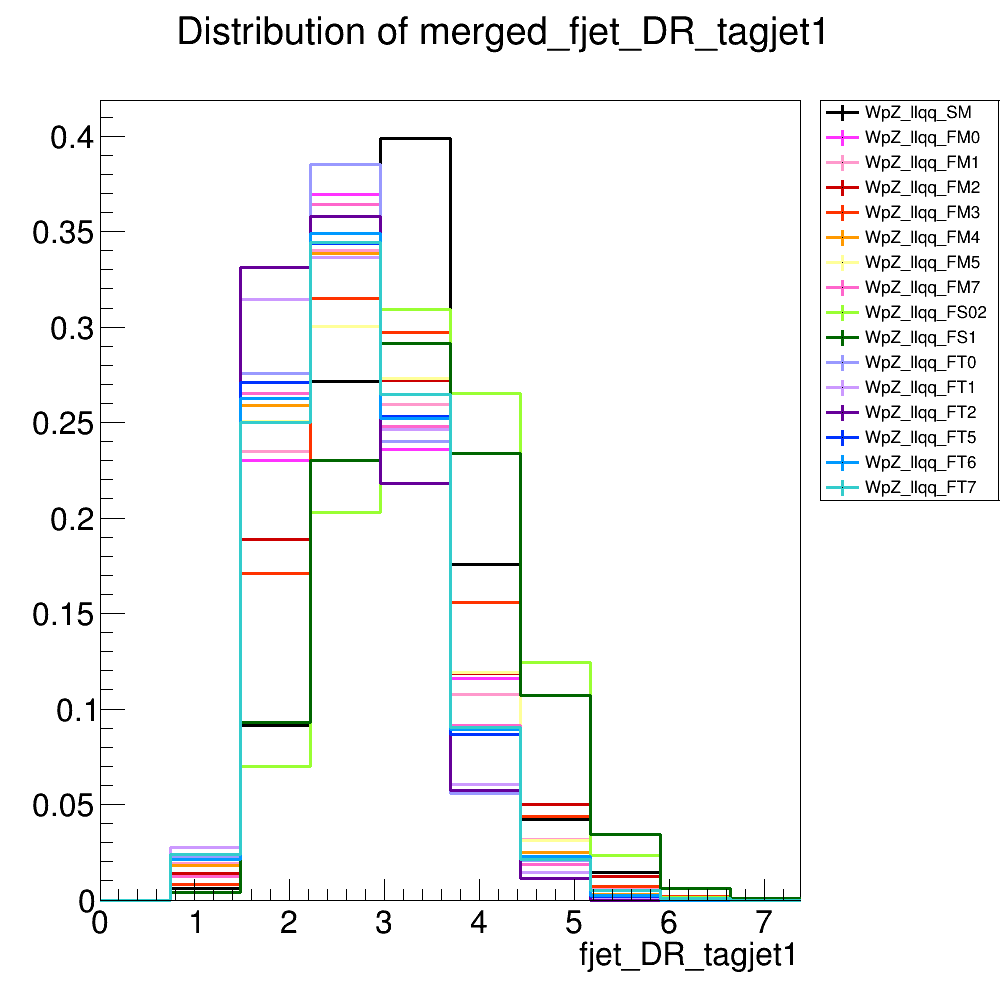 Distribution of merged_fjet_DR_tagjet1
0.4
0.35
0.3
0.25
0.2
0.15
0.1
0.05
0
0 1 2 3 4 5 6 7
fjet_DR_tagjet1
WpZ_llqq_SM
WpZ_llqq_FM0
WpZ_llqq_FM1
WpZ_llqq_FM2
WpZ_llqq_FM3
WpZ_llqq_FM4
WpZ_llqq_FM5
WpZ_llqq_FM7
WpZ_llqq_FS02
WpZ_llqq_FS1
WpZ_llqq_FT0
WpZ_llqq_FT1
WpZ_llqq_FT2
WpZ_llqq_FT5
WpZ_llqq_FT6
WpZ_llqq_FT7